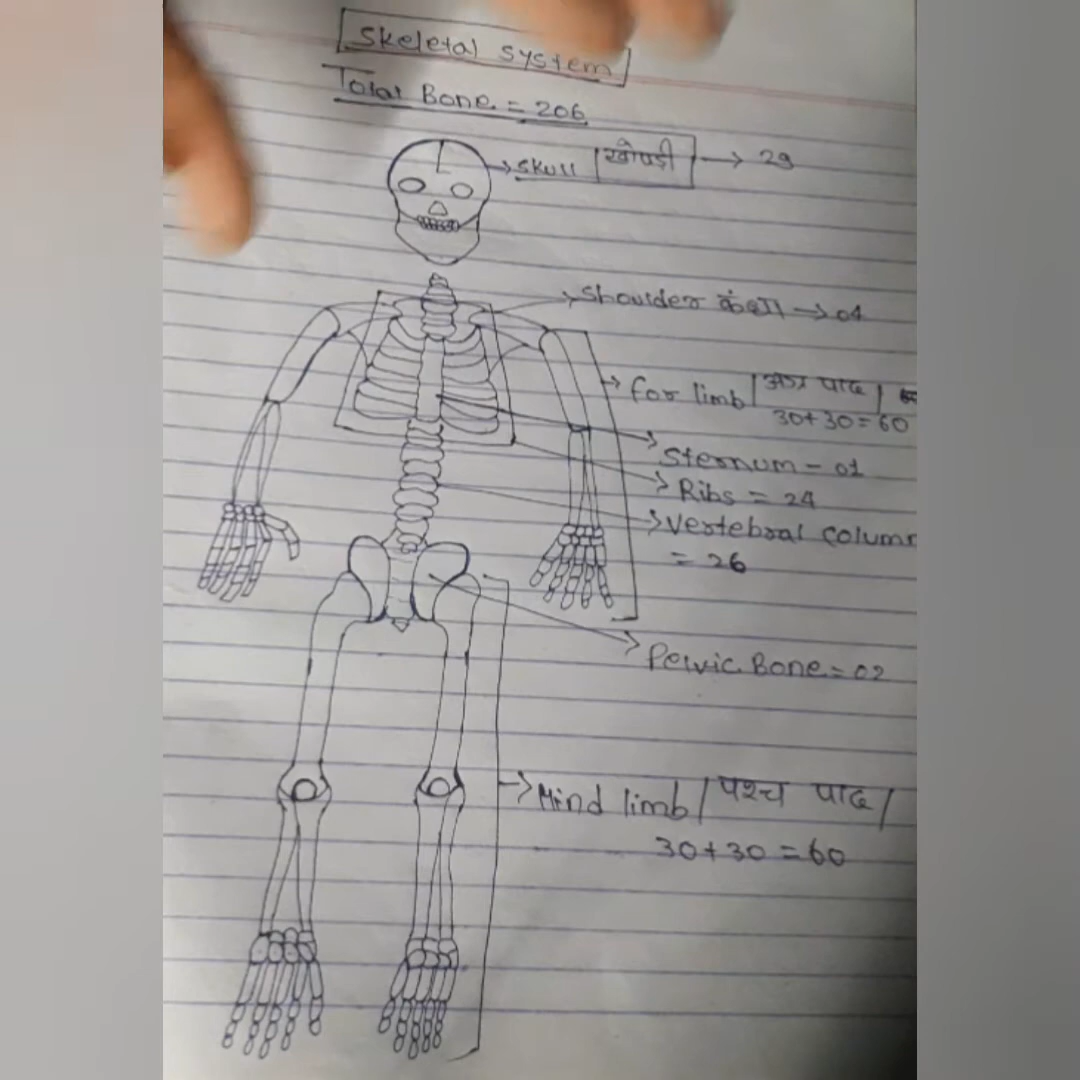 Skeletal system
Total Bone = 206
Skull | खोपड़ी → 29
Shoulder कंधा → 04
For limb | अग्र पाद |
30+30=60
Sternum - 01
Ribs = 24
Vertebral column
= 26
Pelvic Bone = 02
Hind limb | पश्च पाद |
30+30=60